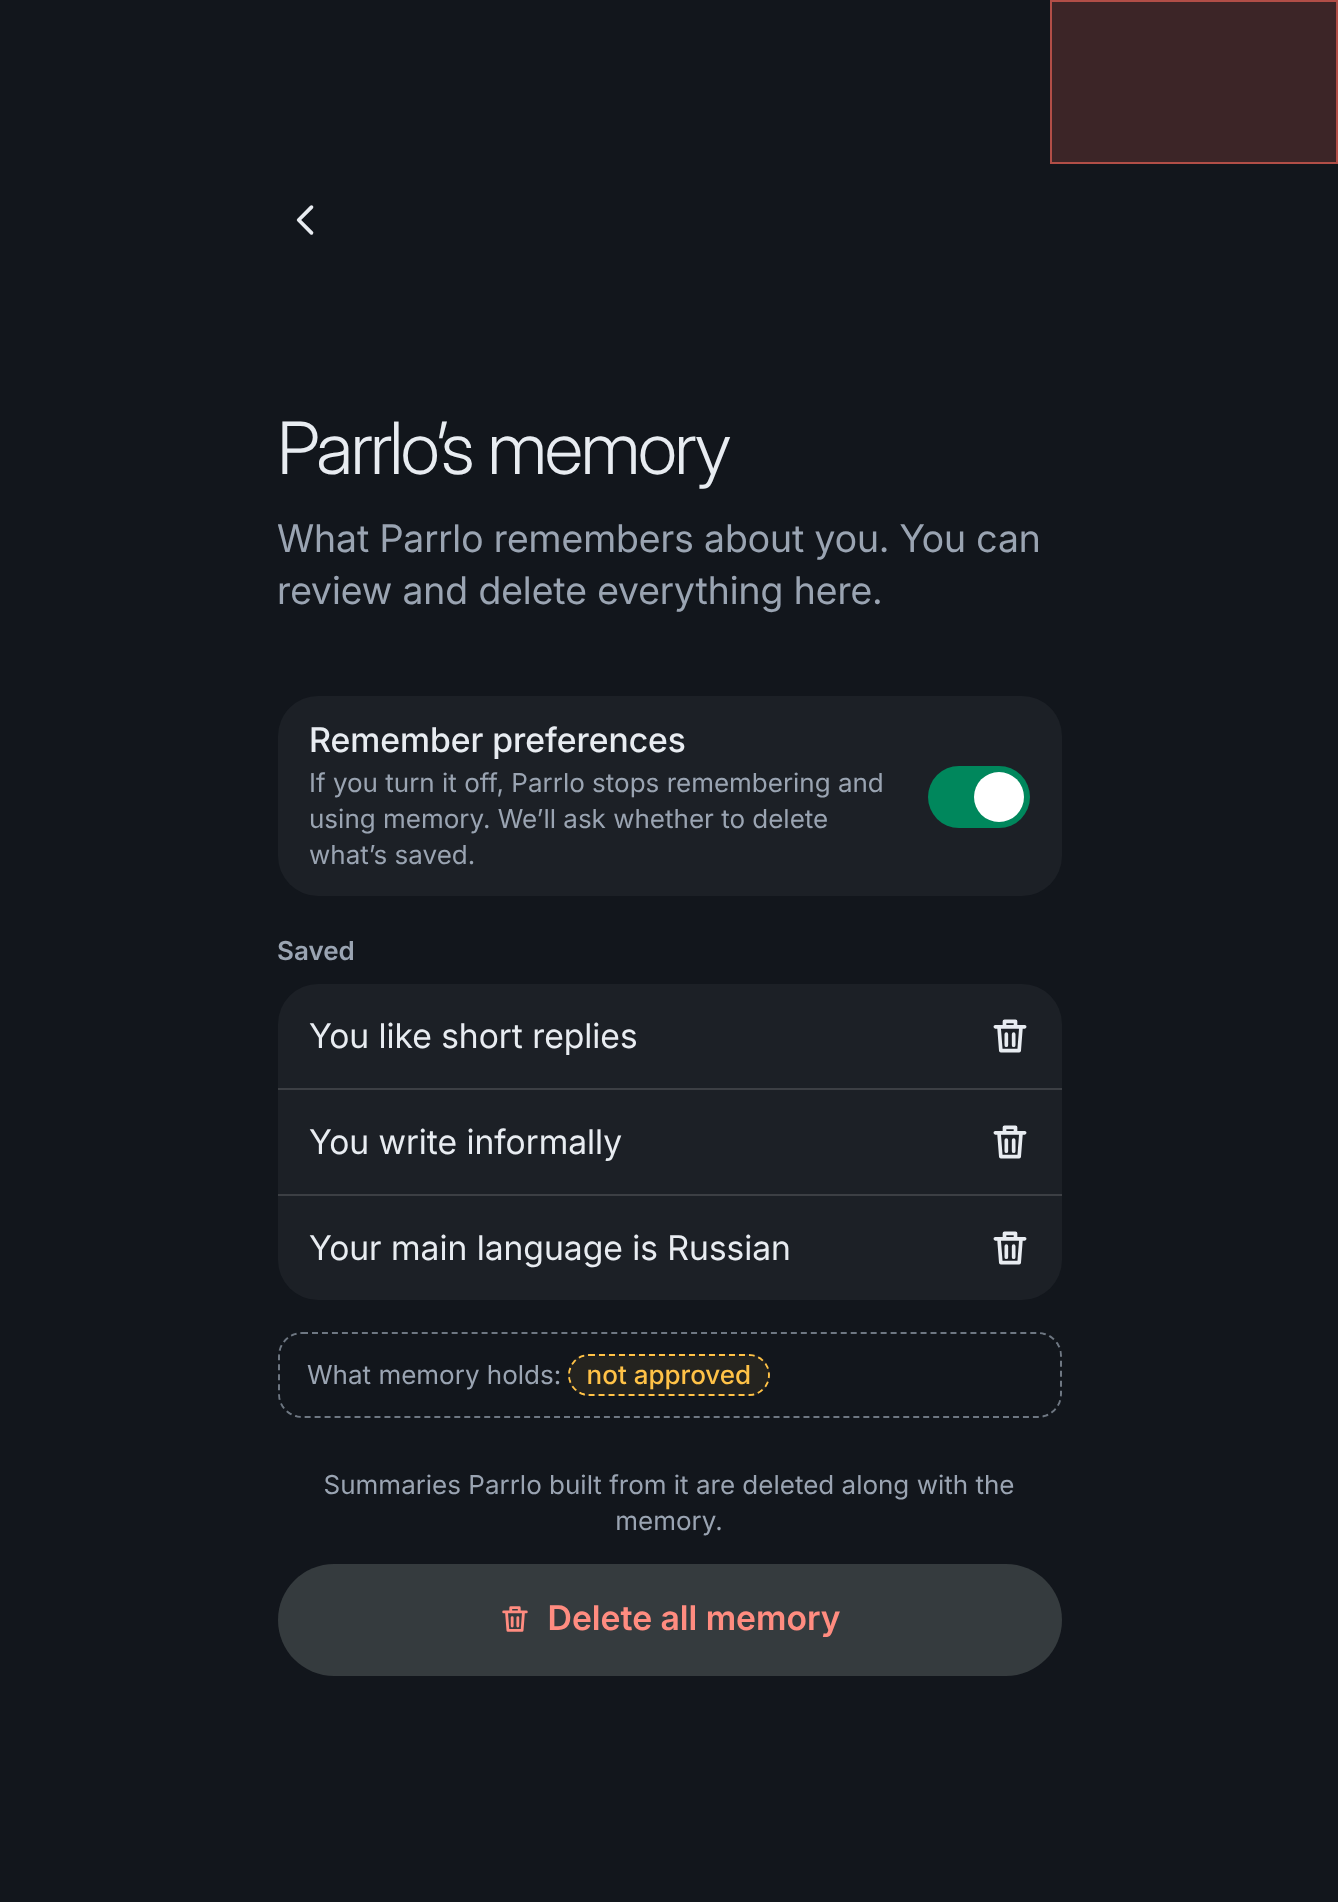 Parrlo’s memory
What Parrlo remembers about you. You can
review and delete everything here.
Remember preferences
If you turn it off, Parrlo stops remembering and
using memory. We’ll ask whether to delete
what’s saved.
Saved
You like short replies
You write informally
Your main language is Russian
What memory holds: not approved
Summaries Parrlo built from it are deleted along with the
memory.
Delete all memory